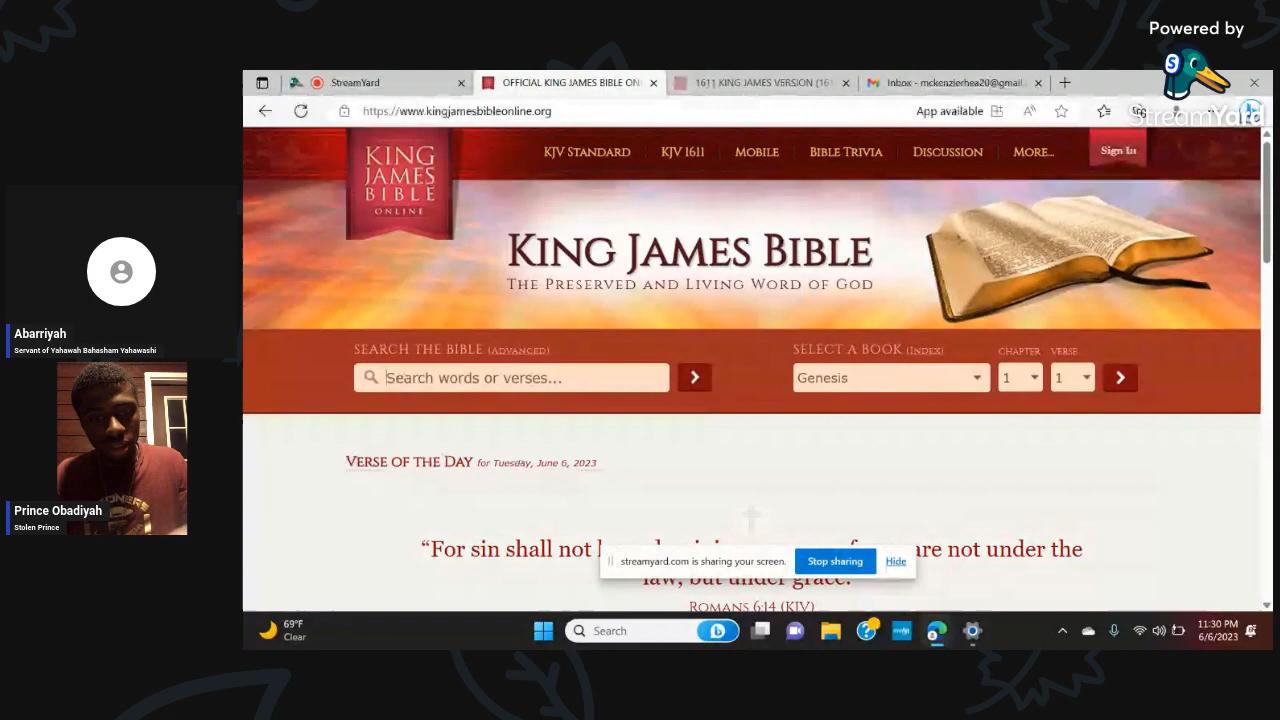 Powered by
StreamYard
StreamYard
OFFICIAL KING JAMES BIBLE ON
1611 KING JAMES VERSION (161
Inbox - mckenzierhea20@gmail.
https://www.kingjamesbibleonline.org
App available
KING
JAMES
BIBLE
ONLINE
KJV STANDARD
KJV 1611
MOBILE
BIBLE TRIVIA
DISCUSSION
MORE...
Sign In
KING JAMES BIBLE
THE PRESERVED AND LIVING WORD OF GOD
SEARCH THE BIBLE (ADVANCED)
SELECT A BOOK (INDEX)
CHAPTER
VERSE
Search words or verses...
Genesis
1
1
VERSE OF THE DAY for Tuesday, June 6, 2023
“For sin shall not are not under the
law, but under grace.
ROMANS 6:14 (KJV)
streamyard.com is sharing your screen.
Stop sharing
Hide
Abarriyah
Servant of Yahawah Bahasham Yahawashi
Prince Obadiyah
Stolen Prince
69°F
Clear
Search
11:30 PM
6/6/2023